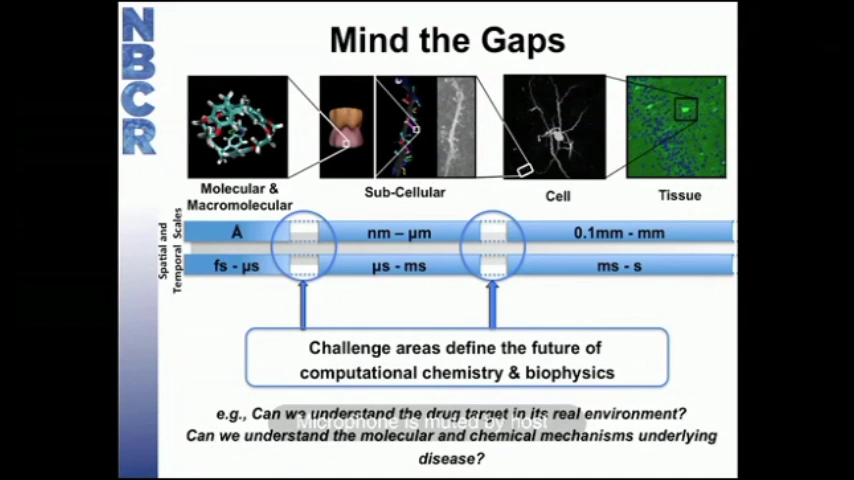 NBCR
Mind the Gaps
Molecular &
Macromolecular
Sub-Cellular
Cell
Tissue
Spatial and
Temporal Scales
Å
nm – µm
0.1mm - mm
fs - µs
µs - ms
ms - s
Challenge areas define the future of
computational chemistry & biophysics
e.g., Can we understand the drug target in its real environment?
Microphone is muted by host
Can we understand the molecular and chemical mechanisms underlying
disease?